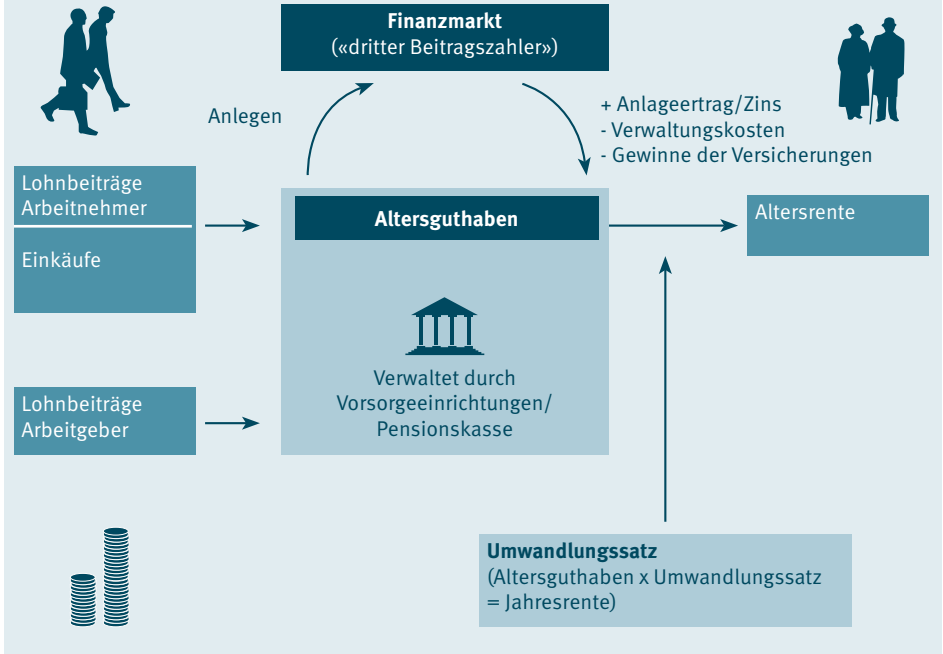 Finanzmarkt
(«dritter Beitragszahler»)
Anlegen
+ Anlageertrag/Zins
- Verwaltungskosten
- Gewinne der Versicherungen
Lohnbeiträge
Arbeitnehmer
Einkäufe
Altersguthaben
Altersrente
Verwaltet durch
Vorsorgeeinrichtungen/
Pensionskasse
Lohnbeiträge
Arbeitgeber
Umwandlungssatz
(Altersguthaben x Umwandlungssatz
= Jahresrente)